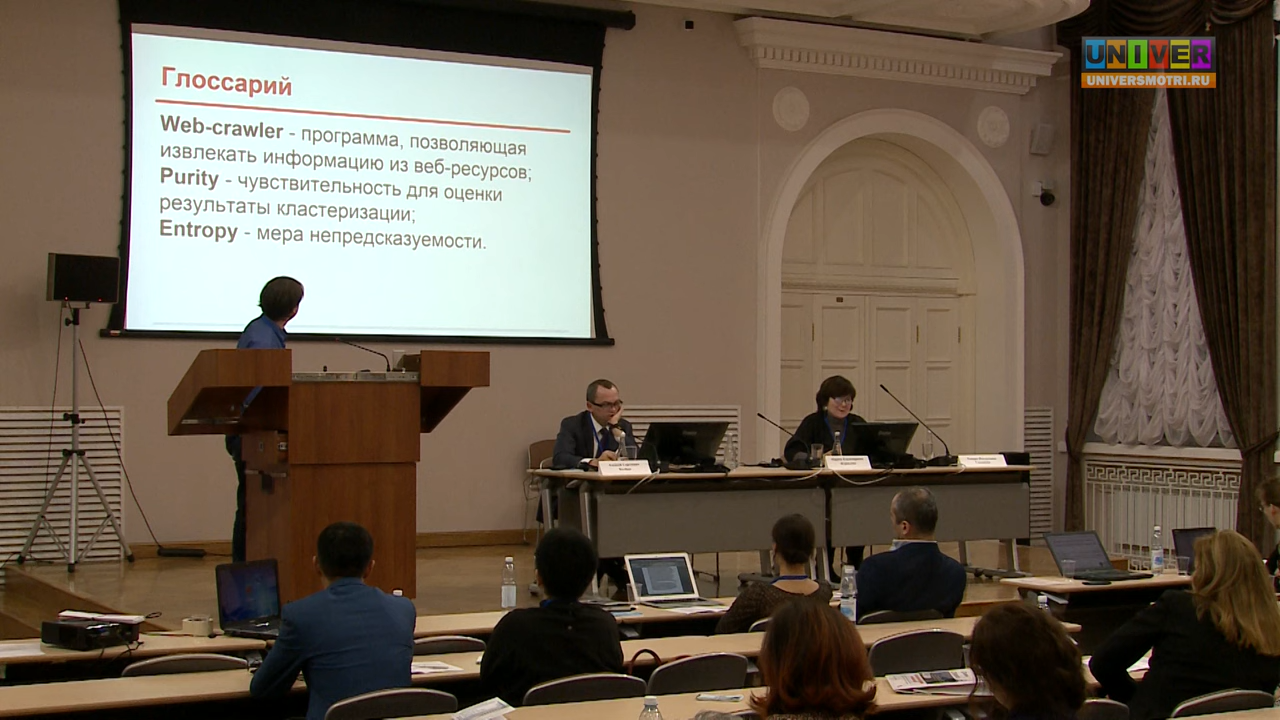 UNIVER
UNIVERSMOTRI.RU
Глоссарий
Web-crawler - программа, позволяющая
извлекать информацию из веб-ресурсов;
Purity - чувствительность для оценки
результаты кластеризации;
Entropy - мера непредсказуемости.